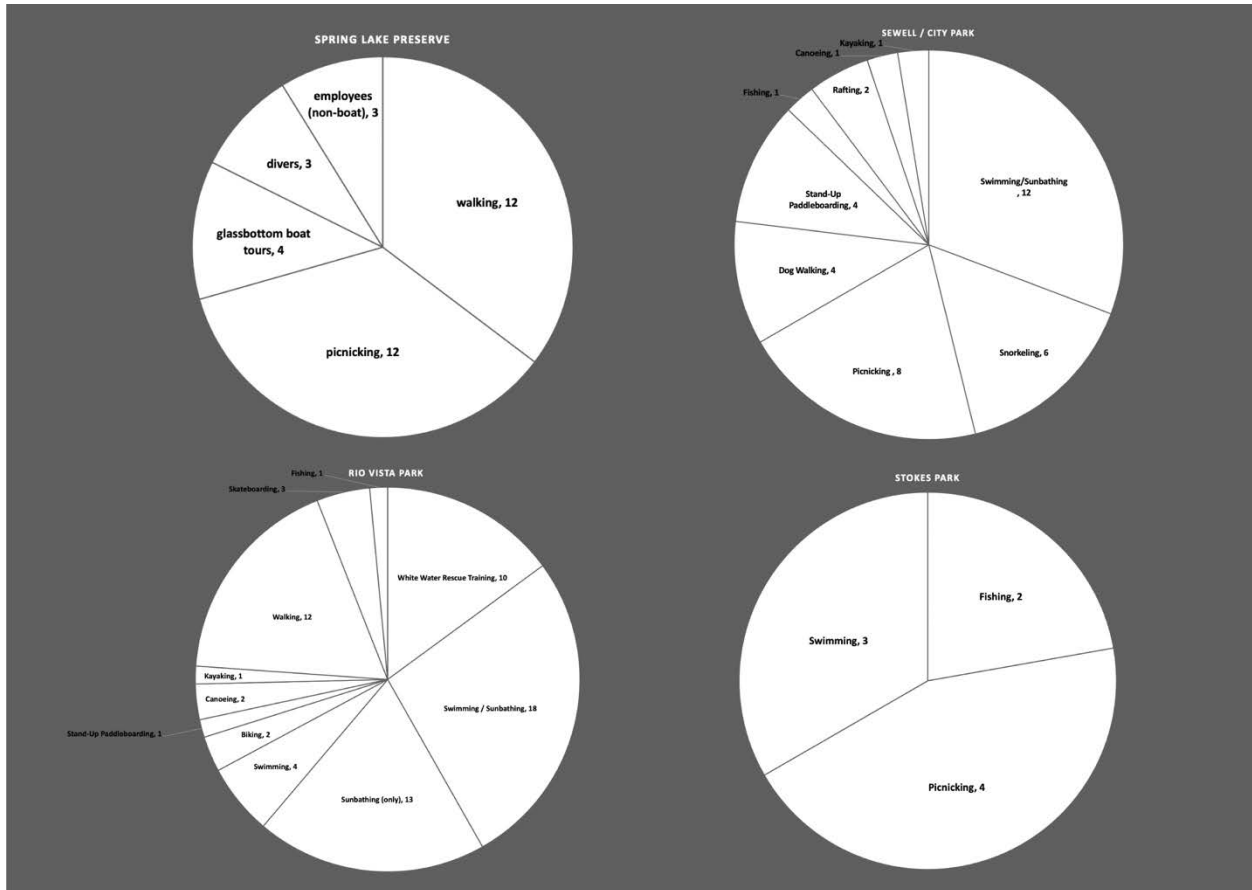 SPRING LAKE PRESERVE
employees
(non-boat), 3
divers, 3
walking, 12
glassbottom boat
tours, 4
picnicking, 12
SEWELL / CITY PARK
Kayaking, 1
Canoeing, 1
Fishing, 1
Rafting, 2
Swimming/Sunbathing
, 12
Stand-Up
Paddleboarding, 4
Dog Walking, 4
Snorkeling, 6
Picnicking , 8
RIO VISTA PARK
Fishing, 1
Skateboarding, 3
White Water Rescue Training, 10
Walking, 12
Kayaking, 1
Canoeing, 2
Swimming / Sunbathing, 18
Stand-Up Paddleboarding, 1
Biking, 2
Swimming, 4
Sunbathing (only), 13
STOKES PARK
Fishing, 2
Swimming, 3
Picnicking, 4